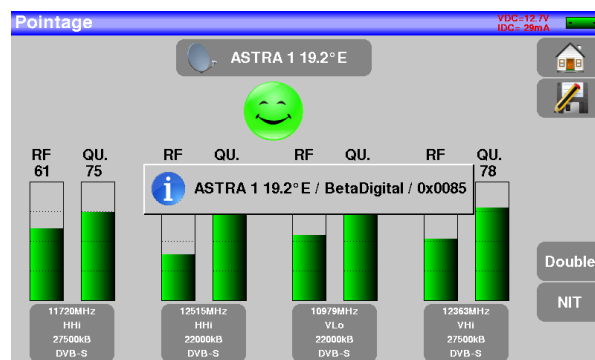 Pointage
VDC=12.7V
IDC= 29mA
ASTRA 1 19.2°E
RF QU. RF QU. RF QU. RF QU.
61 75 78
ASTRA 1 19.2°E / BetaDigital / 0x0085
Double
NIT
11720MHz
HHi
27500kB
DVB-S
12515MHz
HHi
22000kB
DVB-S
10979MHz
VLo
22000kB
DVB-S
12363MHz
VHi
27500kB
DVB-S